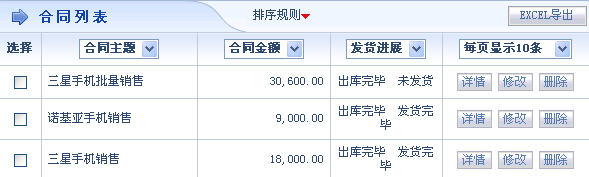 合同列表 排序规则 EXCEL导出
选择 合同主题 合同金额 发货进展 每页显示10条
三星手机批量销售 30,600.00 出库完毕 未发货 详情 修改 删除
诺基亚手机销售 9,000.00 出库完毕 发货完毕 详情 修改 删除
三星手机销售 18,000.00 出库完毕 发货完毕 详情 修改 删除